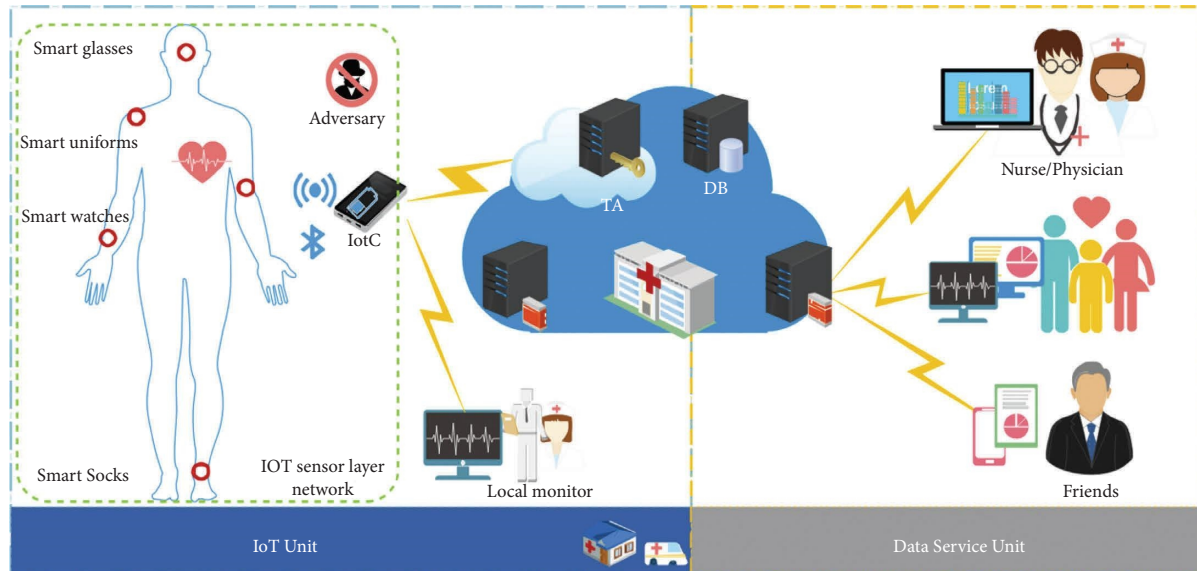 Smart glasses
Adversary
Smart uniforms
Smart watches
IotC
TA
DB
Nurse/Physician
Smart Socks
IOT sensor layer
network
Local monitor
Friends
IoT Unit
Data Service Unit